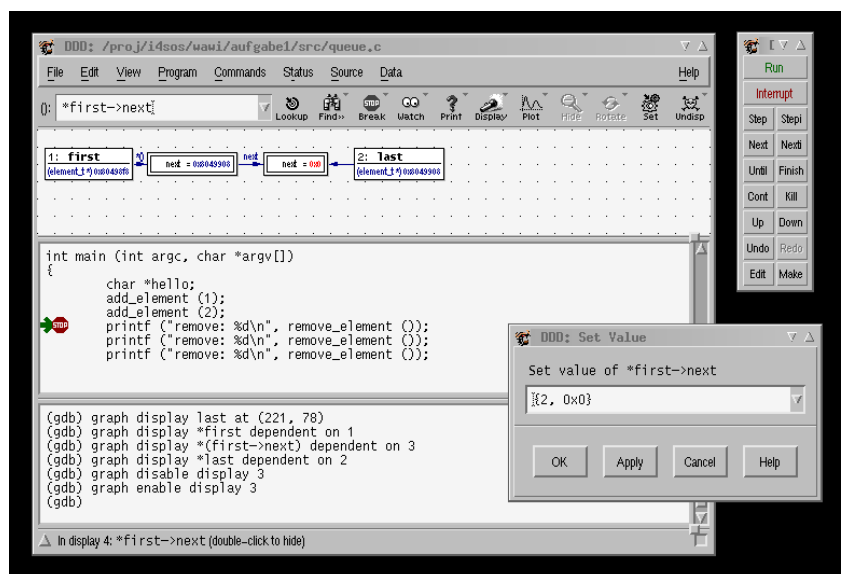 DDD: /proj/i4sos/wawi/aufgabe1/src/queue.c
File Edit View Program Commands Status Source Data Help
(): *first->next
Lookup Find>> Break Watch Print Display Plot Hide Rotate Set Undisp
1: first
(element_t *) 0x80498f8
*()
next = 0x8049908
next
next = 0x0
2: last
(element_t *) 0x8049908
int main (int argc, char *argv[])
{
char *hello;
add_element (1);
add_element (2);
STOP printf ("remove: %d\n", remove_element ());
printf ("remove: %d\n", remove_element ());
printf ("remove: %d\n", remove_element ());
(gdb) graph display last at (221, 78)
(gdb) graph display *first dependent on 1
(gdb) graph display *(first->next) dependent on 3
(gdb) graph display *last dependent on 2
(gdb) graph disable display 3
(gdb) graph enable display 3
(gdb)
In display 4: *first->next (double-click to hide)
DDD: Set Value
Set value of *first->next
{2, 0x0}
OK Apply Cancel Help
Run
Interrupt
Step Stepi
Next Nexti
Until Finish
Cont Kill
Up Down
Undo Redo
Edit Make